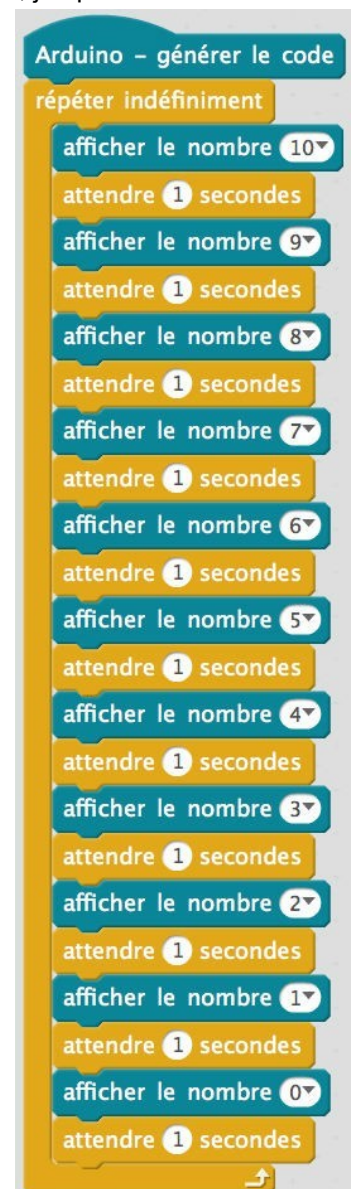 Arduino – générer le code
répéter indéfiniment
afficher le nombre 10
attendre 1 secondes
afficher le nombre 9
attendre 1 secondes
afficher le nombre 8
attendre 1 secondes
afficher le nombre 7
attendre 1 secondes
afficher le nombre 6
attendre 1 secondes
afficher le nombre 5
attendre 1 secondes
afficher le nombre 4
attendre 1 secondes
afficher le nombre 3
attendre 1 secondes
afficher le nombre 2
attendre 1 secondes
afficher le nombre 1
attendre 1 secondes
afficher le nombre 0
attendre 1 secondes